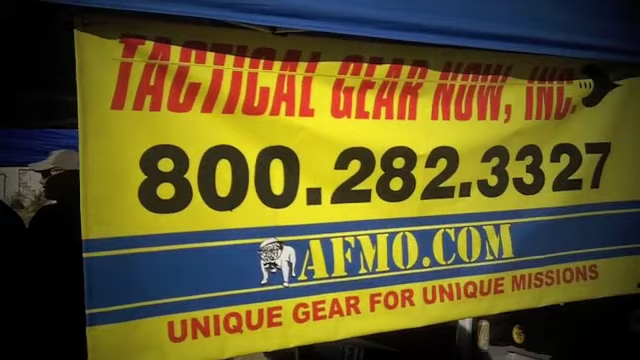 TACTICAL GEAR NOW, INC.
800.282.3327
AFMO.COM
UNIQUE GEAR FOR UNIQUE MISSIONS